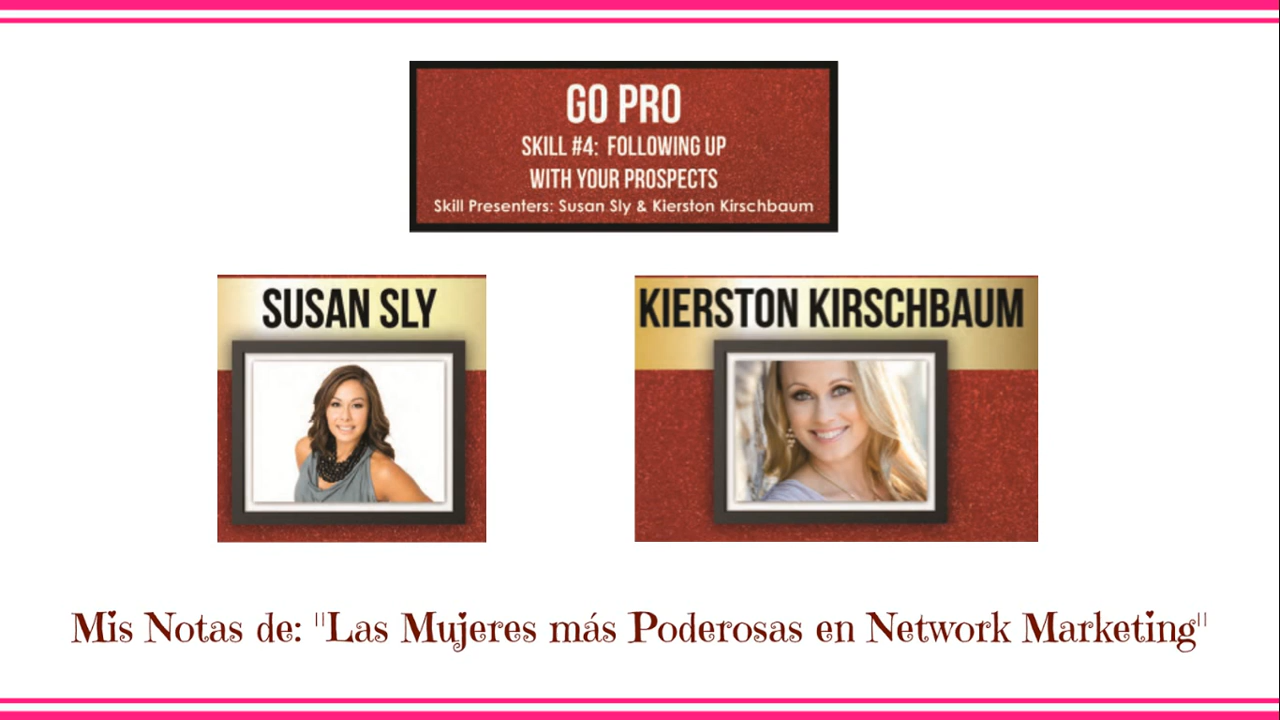 GO PRO
SKILL #4: FOLLOWING UP
WITH YOUR PROSPECTS
Skill Presenters: Susan Sly & Kierston Kirschbaum
SUSAN SLY
KIERSTON KIRSCHBAUM
Mis Notas de: "Las Mujeres más Poderosas en Network Marketing"